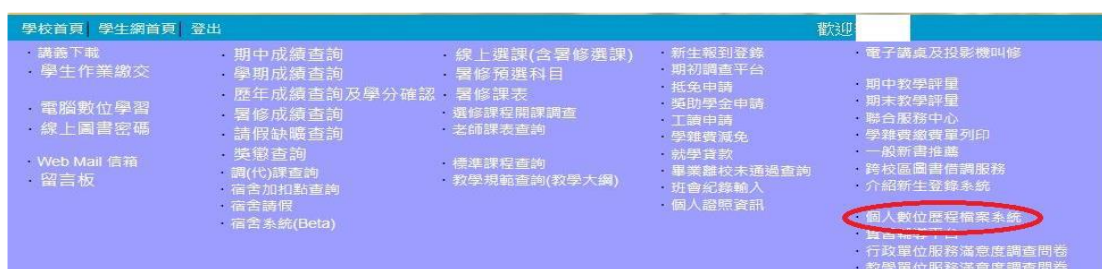 學校首頁| 學生網首頁| 登出
歡迎
· 講義下載
· 學生作業繳交
· 電腦數位學習
· 線上圖書密碼
· Web Mail 信箱
· 留言板
· 期中成績查詢
· 學期成績查詢
· 歷年成績查詢及學分確認
· 暑修成績查詢
· 請假缺曠查詢
· 獎懲查詢
· 調(代)課查詢
· 宿舍加扣點查詢
· 宿舍請假
· 宿舍系統(Beta)
· 線上選課(含暑修選課)
· 暑修預選科目
· 暑修課表
· 選修課程開課調查
· 老師課表查詢
· 標準課程查詢
· 教學規範查詢(教學大綱)
· 新生報到登錄
· 期初調查平台
· 抵免申請
· 獎助學金申請
· 工讀申請
· 學雜費減免
· 就學貸款
· 畢業離校未通過查詢
· 班會紀錄輸入
· 個人證照資訊
· 電子講桌及投影機叫修
· 期中教學評量
· 期末教學評量
· 聯合服務中心
· 學雜費繳費單列印
· 一般新書推薦
· 跨校區圖書借調服務
· 介紹新生登錄系統
· 個人數位歷程檔案系統
· 行政單位服務滿意度調查問卷
· 教學單位服務滿意度調查問卷